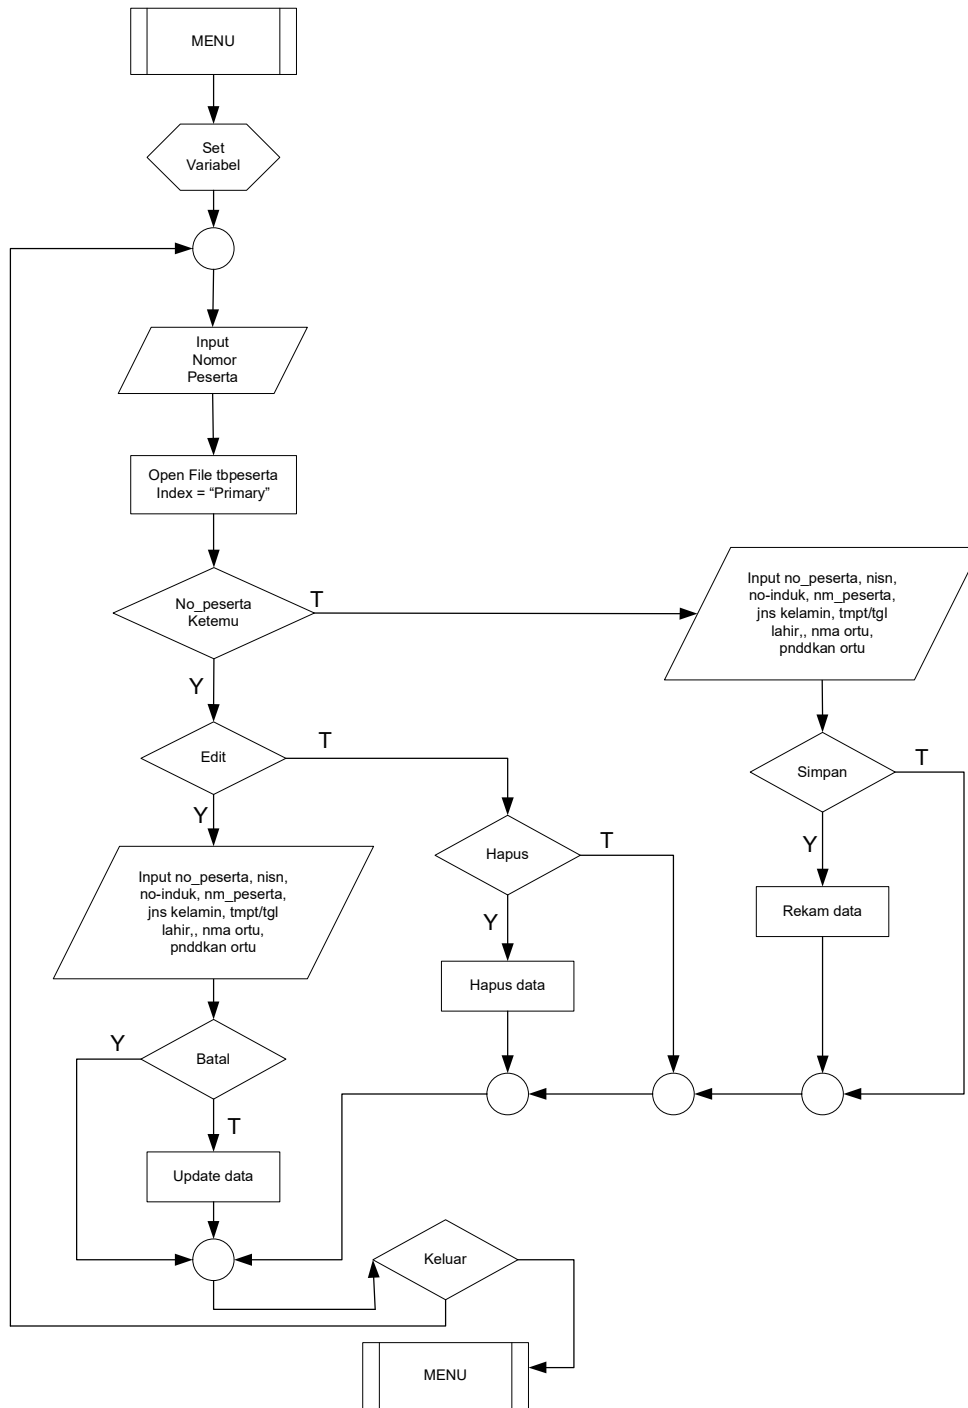 MENU
Set
Variabel
Input
Nomor
Peserta
Open File tbpeserta
Index = “Primary”
No_peserta
Ketemu
T
Y
Input no_peserta, nisn,
no-induk, nm_peserta,
jns kelamin, tmpt/tgl
lahir,, nma ortu,
pnddkan ortu
Edit
T
Y
Simpan
T
Y
Hapus
T
Y
Input no_peserta, nisn,
no-induk, nm_peserta,
jns kelamin, tmpt/tgl
lahir,, nma ortu,
pnddkan ortu
Rekam data
Hapus data
Batal
Y
T
Update data
Keluar
MENU